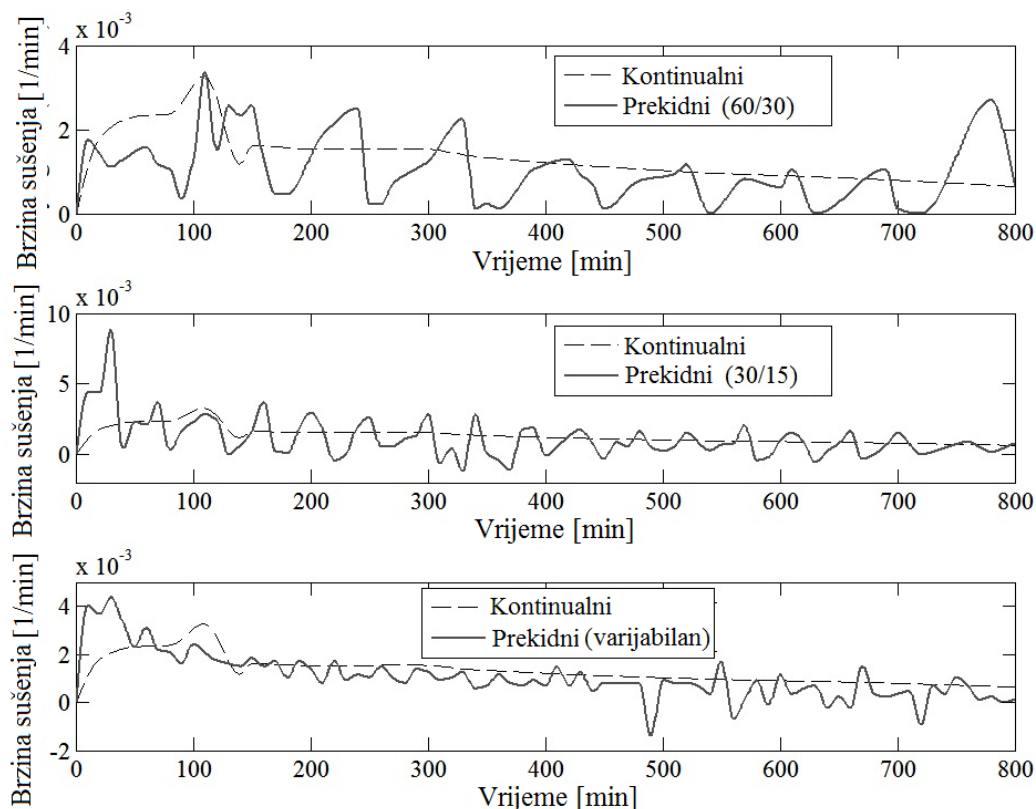 x 10⁻³
Brzina sušenja [1/min]
4
2
0
Kontinualni
Prekidni (60/30)
0 100 200 300 400 500 600 700 800
Vrijeme [min]
x 10⁻³
Brzina sušenja [1/min]
10
5
0
Kontinualni
Prekidni (30/15)
0 100 200 300 400 500 600 700 800
Vrijeme [min]
x 10⁻³
Brzina sušenja [1/min]
4
2
0
-2
Kontinualni
Prekidni (varijabilan)
0 100 200 300 400 500 600 700 800
Vrijeme [min]